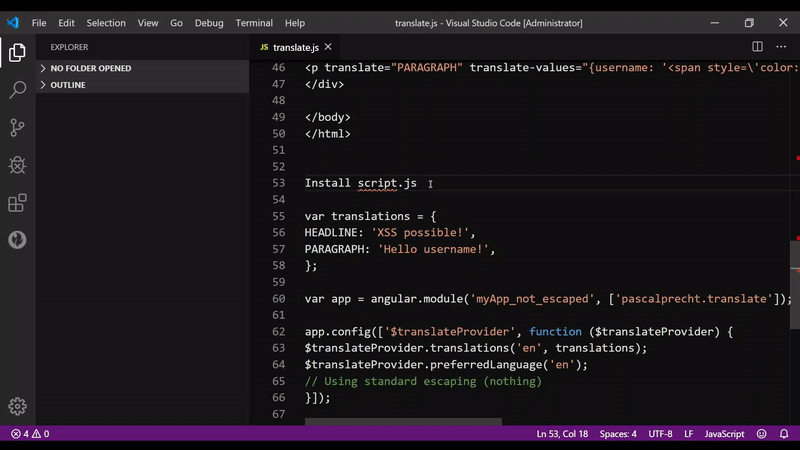 File Edit Selection View Go Debug Terminal Help translate.js - Visual Studio Code [Administrator]
EXPLORER
JS translate.js
NO FOLDER OPENED
OUTLINE
46 <p translate="PARAGRAPH" translate-values="{username: '<span style=\'color:
47 </div>
48
49 </body>
50 </html>
51
52
53 Install script.js
54
55 var translations = {
56 HEADLINE: 'XSS possible!',
57 PARAGRAPH: 'Hello username!',
58 };
59
60 var app = angular.module('myApp_not_escaped', ['pascalprecht.translate']);
61
62 app.config(['$translateProvider', function ($translateProvider) {
63 $translateProvider.translations('en', translations);
64 $translateProvider.preferredLanguage('en');
65 // Using standard escaping (nothing)
66 }]);
67
4 0 Ln 53, Col 18 Spaces: 4 UTF-8 LF JavaScript